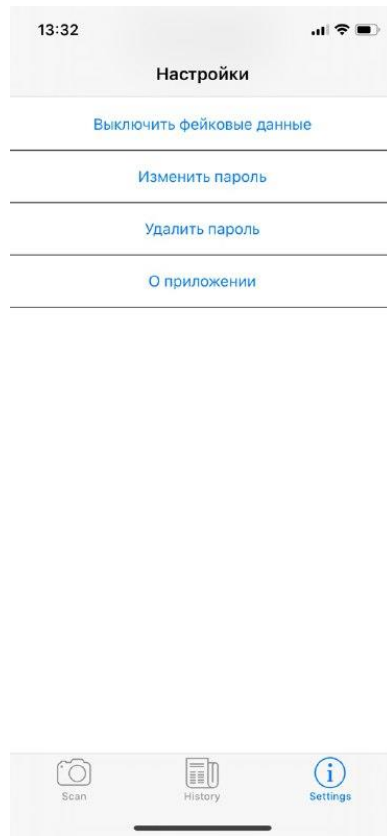 13:32
Настройки
Выключить фейковые данные
Изменить пароль
Удалить пароль
О приложении
Scan History Settings